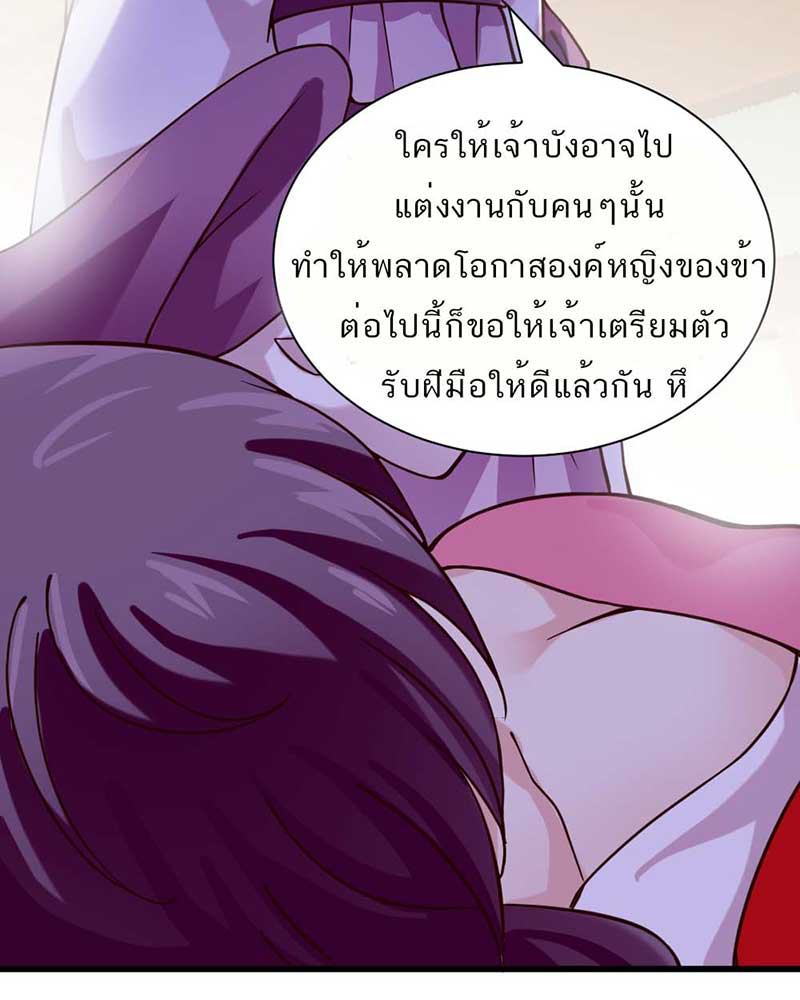 ใครให้เจ้าบังอาจไป
แต่งงานกับคนๆนั้น
ทำให้พลาดโอกาสองค์หญิงของข้า
ต่อไปนี้ก็ขอให้เจ้าเตรียมตัว
รับฝีมือให้ดีแล้วกัน หึ